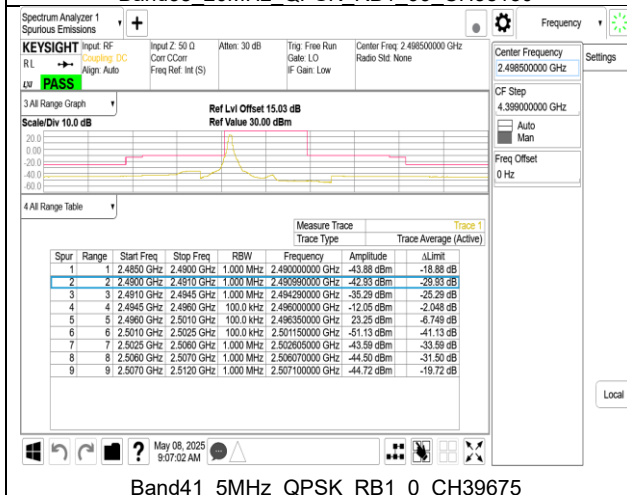 Spectrum Analyzer 1
Spurious Emissions
Frequency
KEYSIGHT Input: RF Input Z: 50 Ω Atten: 30 dB Trig: Free Run Center Freq: 2.498500000 GHz
RL Coupling: DC Corr CCorr Gate: LO Radio Std: None
Align: Auto Freq Ref: Int (S) IF Gain: Low
LXI PASS
Center Frequency
2.498500000 GHz
Settings
CF Step
4.399000000 GHz
Auto
Man
Freq Offset
0 Hz
3 All Range Graph
Ref Lvl Offset 15.03 dB
Scale/Div 10.0 dB Ref Value 30.00 dBm
20.0
0.00
-20.0
-40.0
-60.0
4 All Range Table
Measure Trace Trace 1
Trace Type Trace Average (Active)
Spur Range Start Freq Stop Freq RBW Frequency Amplitude ΔLimit
1 1 2.4850 GHz 2.4900 GHz 1.000 MHz 2.490000000 GHz -43.88 dBm -18.88 dB
2 2 2.4900 GHz 2.4910 GHz 1.000 MHz 2.490990000 GHz -42.93 dBm -29.93 dB
3 3 2.4910 GHz 2.4945 GHz 1.000 MHz 2.494290000 GHz -35.29 dBm -25.29 dB
4 4 2.4945 GHz 2.4960 GHz 100.0 kHz 2.496000000 GHz -12.05 dBm -2.048 dB
5 5 2.4960 GHz 2.5010 GHz 100.0 kHz 2.496350000 GHz 23.25 dBm -6.749 dB
6 6 2.5010 GHz 2.5025 GHz 100.0 kHz 2.501150000 GHz -51.13 dBm -41.13 dB
7 7 2.5025 GHz 2.5060 GHz 1.000 MHz 2.502605000 GHz -43.59 dBm -33.59 dB
8 8 2.5060 GHz 2.5070 GHz 1.000 MHz 2.506070000 GHz -44.50 dBm -31.50 dB
9 9 2.5070 GHz 2.5120 GHz 1.000 MHz 2.507100000 GHz -44.72 dBm -19.72 dB
Local
May 08, 2025
9:07:02 AM
Band41_5MHz_QPSK_RB1_0_CH39675